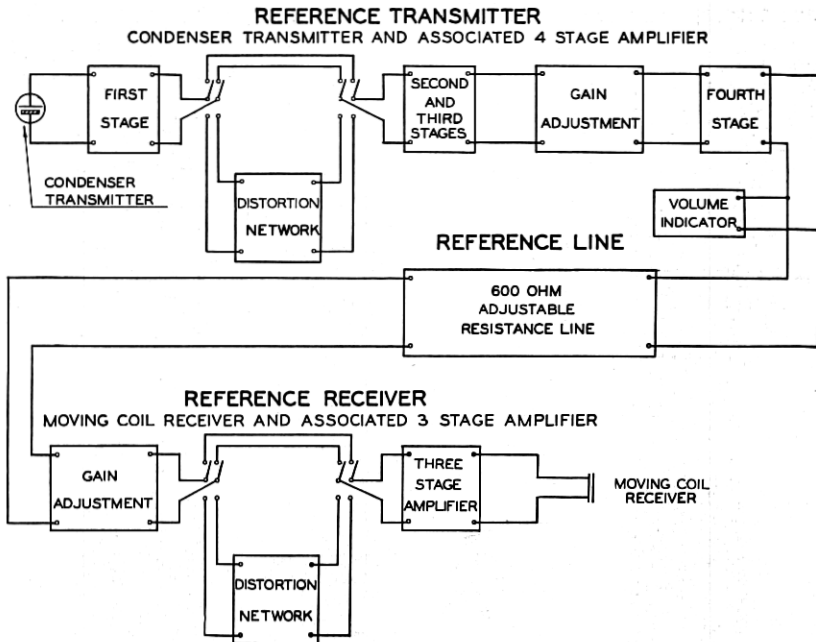 REFERENCE TRANSMITTER
CONDENSER TRANSMITTER AND ASSOCIATED 4 STAGE AMPLIFIER
FIRST
STAGE
SECOND
AND
THIRD
STAGES
GAIN
ADJUSTMENT
FOURTH
STAGE
CONDENSER
TRANSMITTER
DISTORTION
NETWORK
VOLUME
INDICATOR
REFERENCE LINE
600 OHM
ADJUSTABLE
RESISTANCE LINE
REFERENCE RECEIVER
MOVING COIL RECEIVER AND ASSOCIATED 3 STAGE AMPLIFIER
GAIN
ADJUSTMENT
THREE
STAGE
AMPLIFIER
MOVING COIL
RECEIVER
DISTORTION
NETWORK